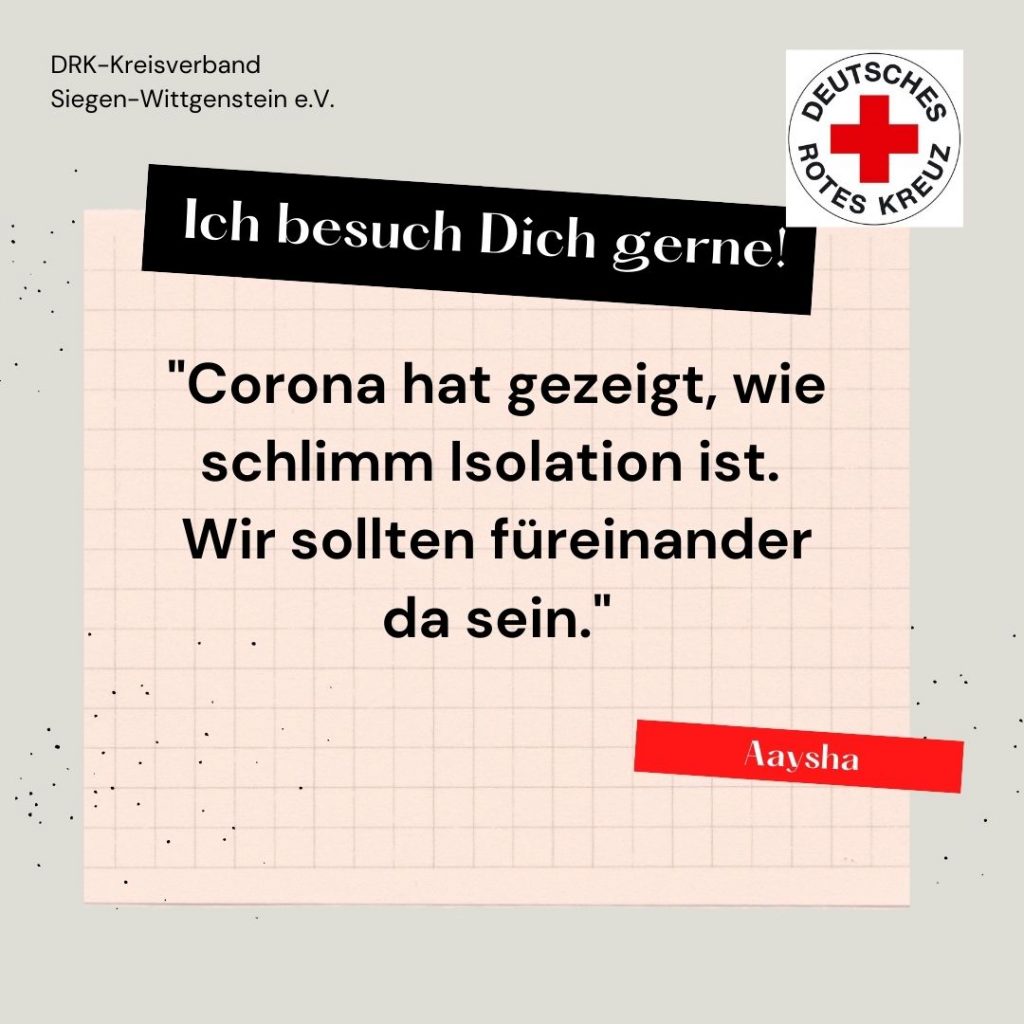 DRK-Kreisverband
Siegen-Wittgenstein e.V.
DEUTSCHES
ROTES KREUZ
Ich besuch Dich gerne!
"Corona hat gezeigt, wie
schlimm Isolation ist.
Wir sollten füreinander
da sein."
Aaysha